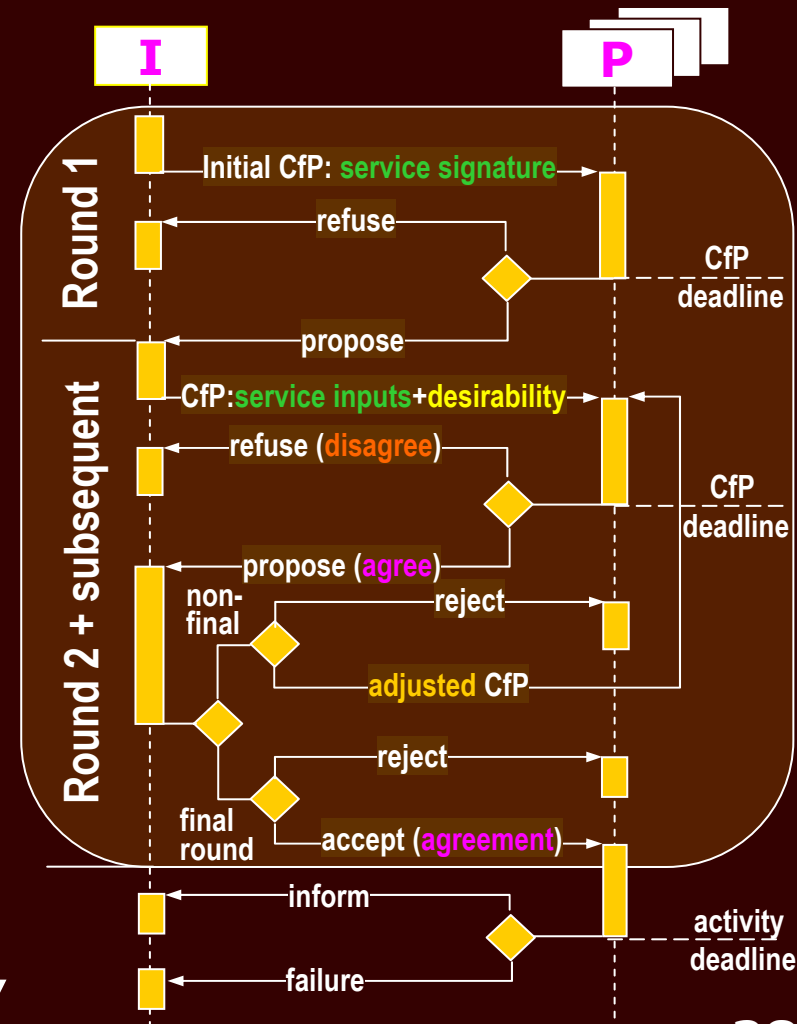 I
P
Round 1
Initial CfP: service signature
refuse
CfP
deadline
propose
Round 2 + subsequent
CfP:service inputs+desirability
refuse (disagree)
CfP
deadline
propose (agree)
non-
final
reject
adjusted CfP
reject
final
round
accept (agreement)
inform
activity
deadline
failure